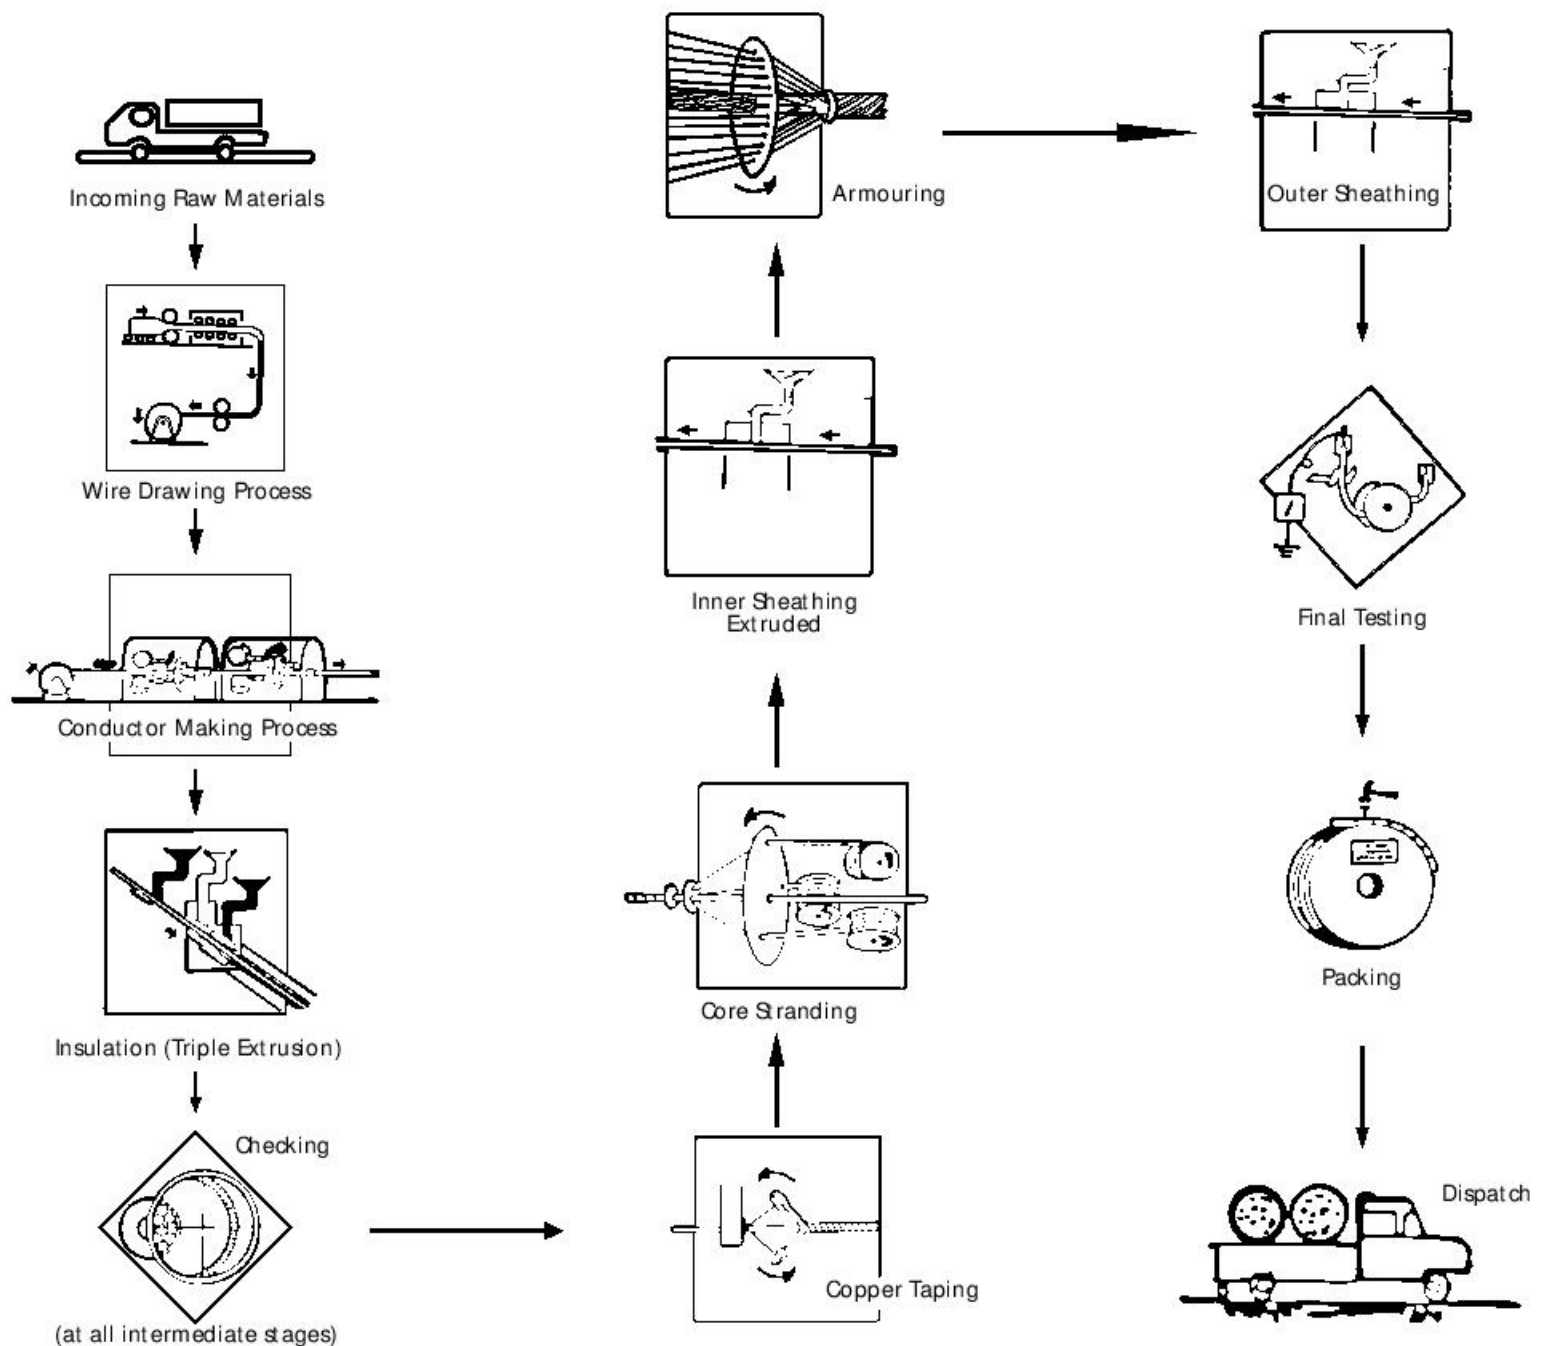 Incoming Raw Materials
Wire Drawing Process
Conductor Making Process
Insulation (Triple Extrusion)
Checking
(at all intermediate stages)
Copper Taping
Core Stranding
Inner Sheathing
Extruded
Armouring
Outer Sheathing
Final Testing
Packing
Dispatch